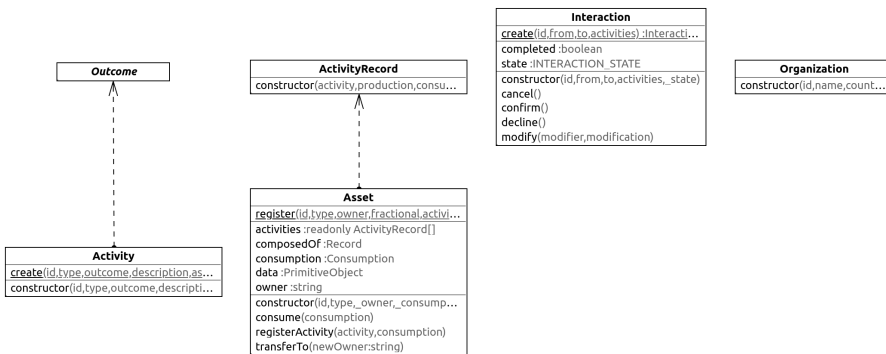 Outcome
Activity
create(id,type,outcome,description,as...
constructor(id,type,outcome,descripti...
ActivityRecord
constructor(activity,production,consu...
Asset
register(id,type,owner,fractional,activi...
activities :readonly ActivityRecord[]
composedOf :Record
consumption :Consumption
data :PrimitiveObject
owner :string
constructor(id,type,_owner,_consump...
consume(consumption)
registerActivity(activity,consumption)
transferTo(newOwner:string)
Interaction
create(id,from,to,activities) :Interacti...
completed :boolean
state :INTERACTION_STATE
constructor(id,from,to,activities,_state)
cancel()
confirm()
decline()
modify(modifier,modification)
Organization
constructor(id,name,count...